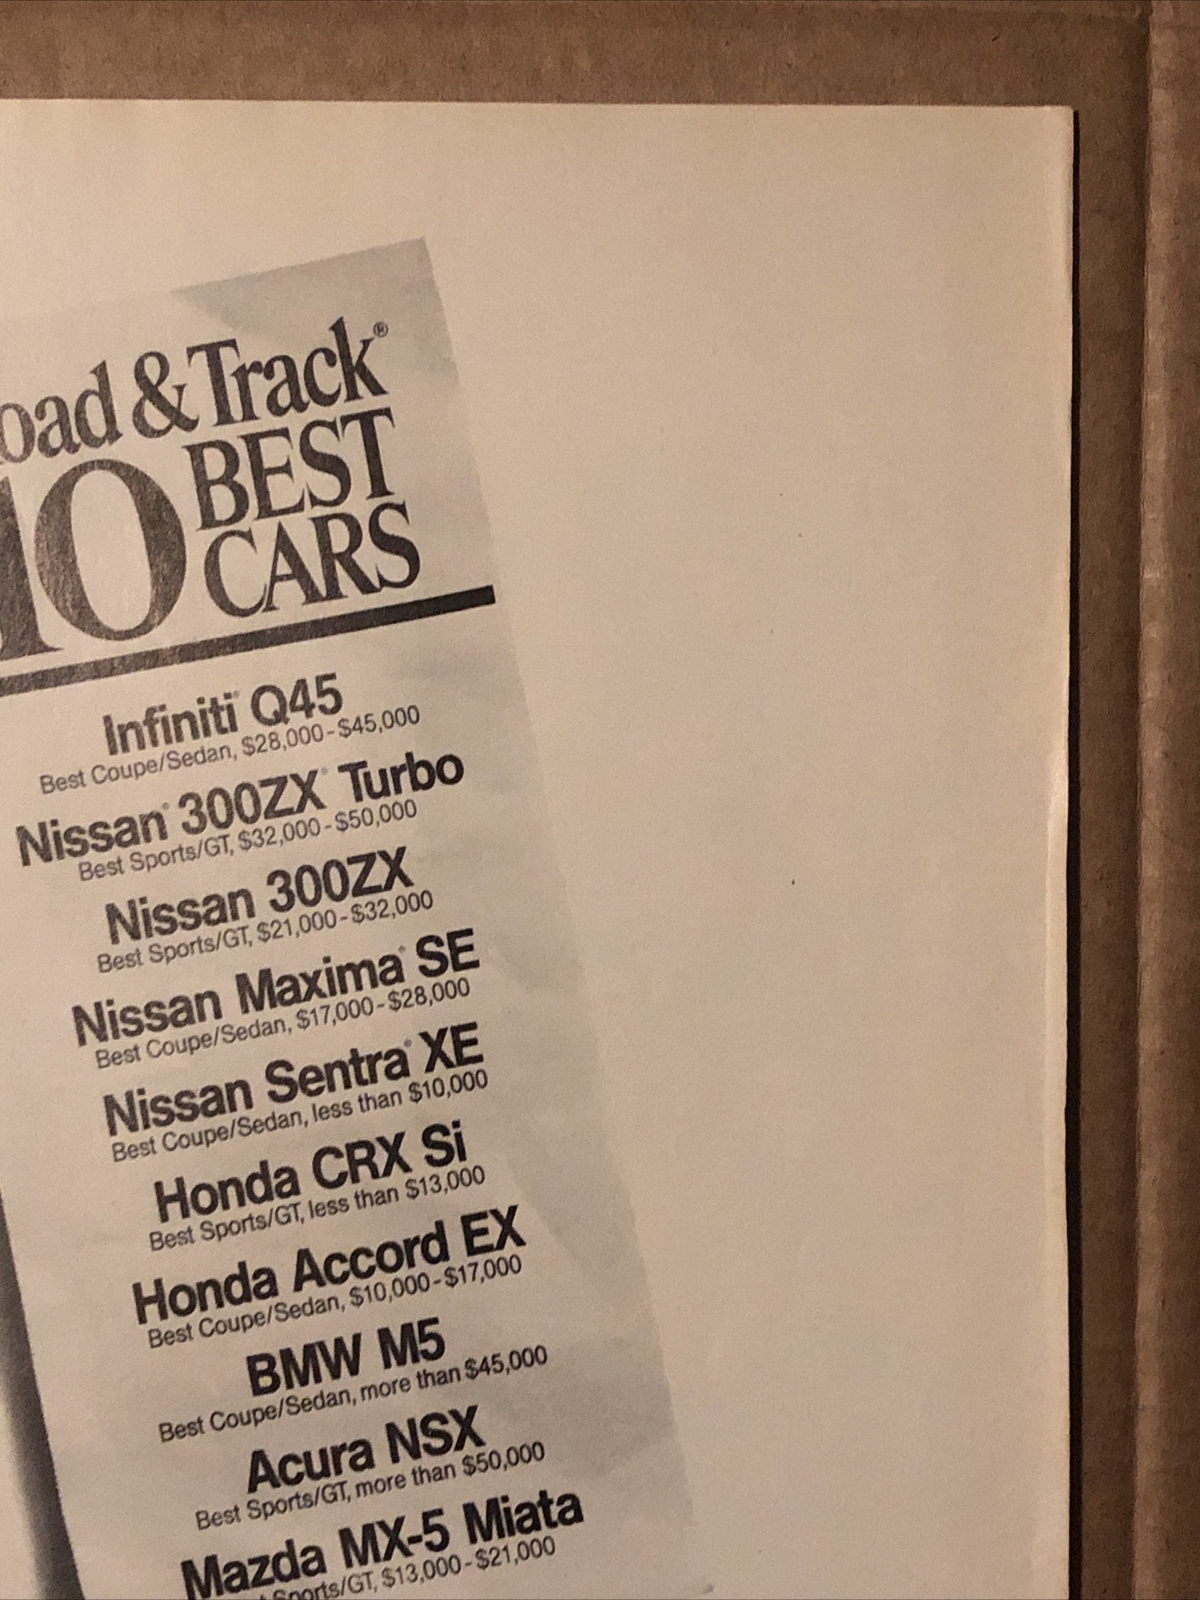 oad & Track®
10 BEST
CARS
Infiniti® Q45
Best Coupe/Sedan, $28,000-$45,000
Nissan® 300ZX® Turbo
Best Sports/GT, $32,000-$50,000
Nissan 300ZX
Best Sports/GT, $21,000-$32,000
Nissan Maxima® SE
Best Coupe/Sedan, $17,000-$28,000
Nissan Sentra® XE
Best Coupe/Sedan, less than $10,000
Honda CRX Si
Best Sports/GT, less than $13,000
Honda Accord EX
Best Coupe/Sedan, $10,000-$17,000
BMW M5
Best Coupe/Sedan, more than $45,000
Acura NSX
Best Sports/GT, more than $50,000
Mazda MX-5 Miata
Sports/GT, $13,000-$21,000